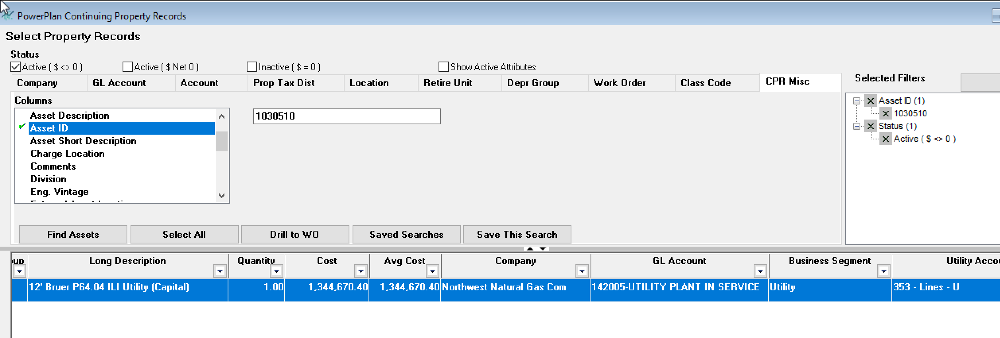 PowerPlan Continuing Property Records
Select Property Records
Status
Active ( $ <> 0 ) Active ( $ Net 0 ) Inactive ( $ = 0 ) Show Active Attributes
Company GL Account Account Prop Tax Dist Location Retire Unit Depr Group Work Order Class Code CPR Misc
Selected Filters
Columns
Asset Description
Asset ID
Asset Short Description
Charge Location
Comments
Division
Eng. Vintage
1030510
Asset ID (1)
1030510
Status (1)
Active ( $ <> 0 )
Find Assets Select All Drill to WO Saved Searches Save This Search
Long Description Quantity Cost Avg Cost Company GL Account Business Segment Utility
12' Bruer P64.04 ILI Utility (Capital) 1.00 1,344,670.40 1,344,670.40 Northwest Natural Gas Com 142005-UTILITY PLANT IN SERVICE Utility 353 - Lines - U